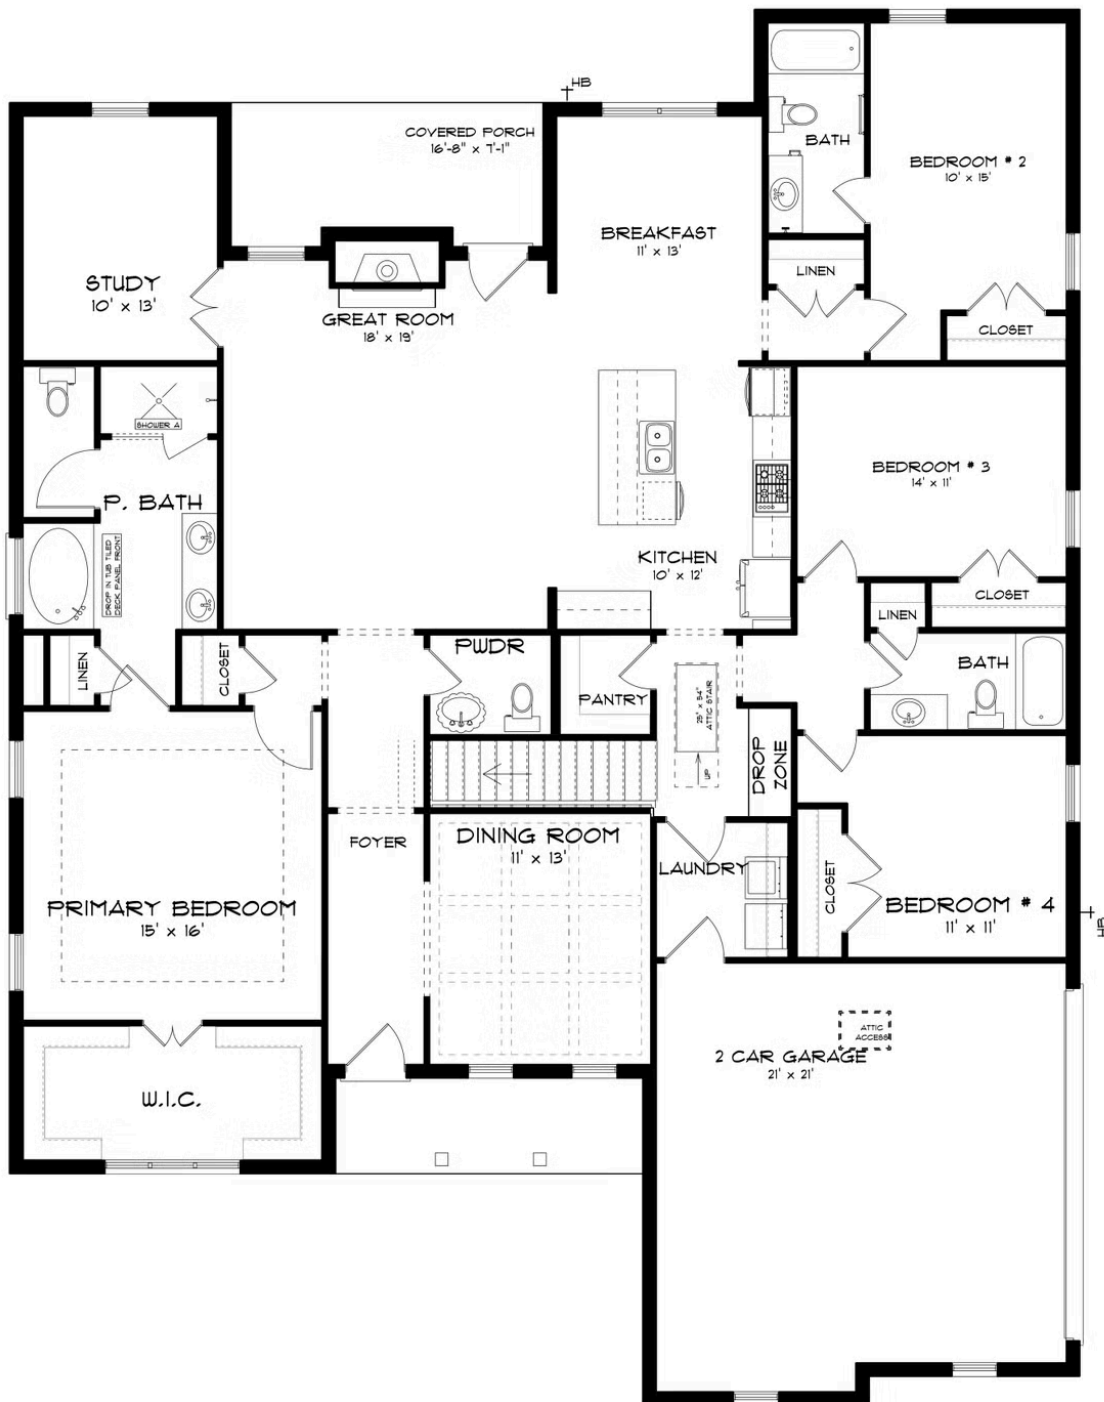 HB
COVERED PORCH
16'-8" x 7'-1"
BATH
BEDROOM # 2
10' x 15'
BREAKFAST
11' x 13'
LINEN
STUDY
10' x 13'
GREAT ROOM
18' x 19'
CLOSET
SHOWER A
BEDROOM # 3
14' x 11'
P. BATH
DROP IN TUB TILED
DECK PANEL FRONT
KITCHEN
10' x 12'
CLOSET
LINEN
LINEN
CLOSET
PWDR
PANTRY
25" x 54"
ATTIC STAIR
BATH
UP
DROP
ZONE
FOYER
DINING ROOM
11' x 13'
LAUNDRY
CLOSET
PRIMARY BEDROOM
15' x 16'
BEDROOM # 4
11' x 11'
HB
ATTIC
ACCESS
2 CAR GARAGE
21' x 21'
W.I.C.